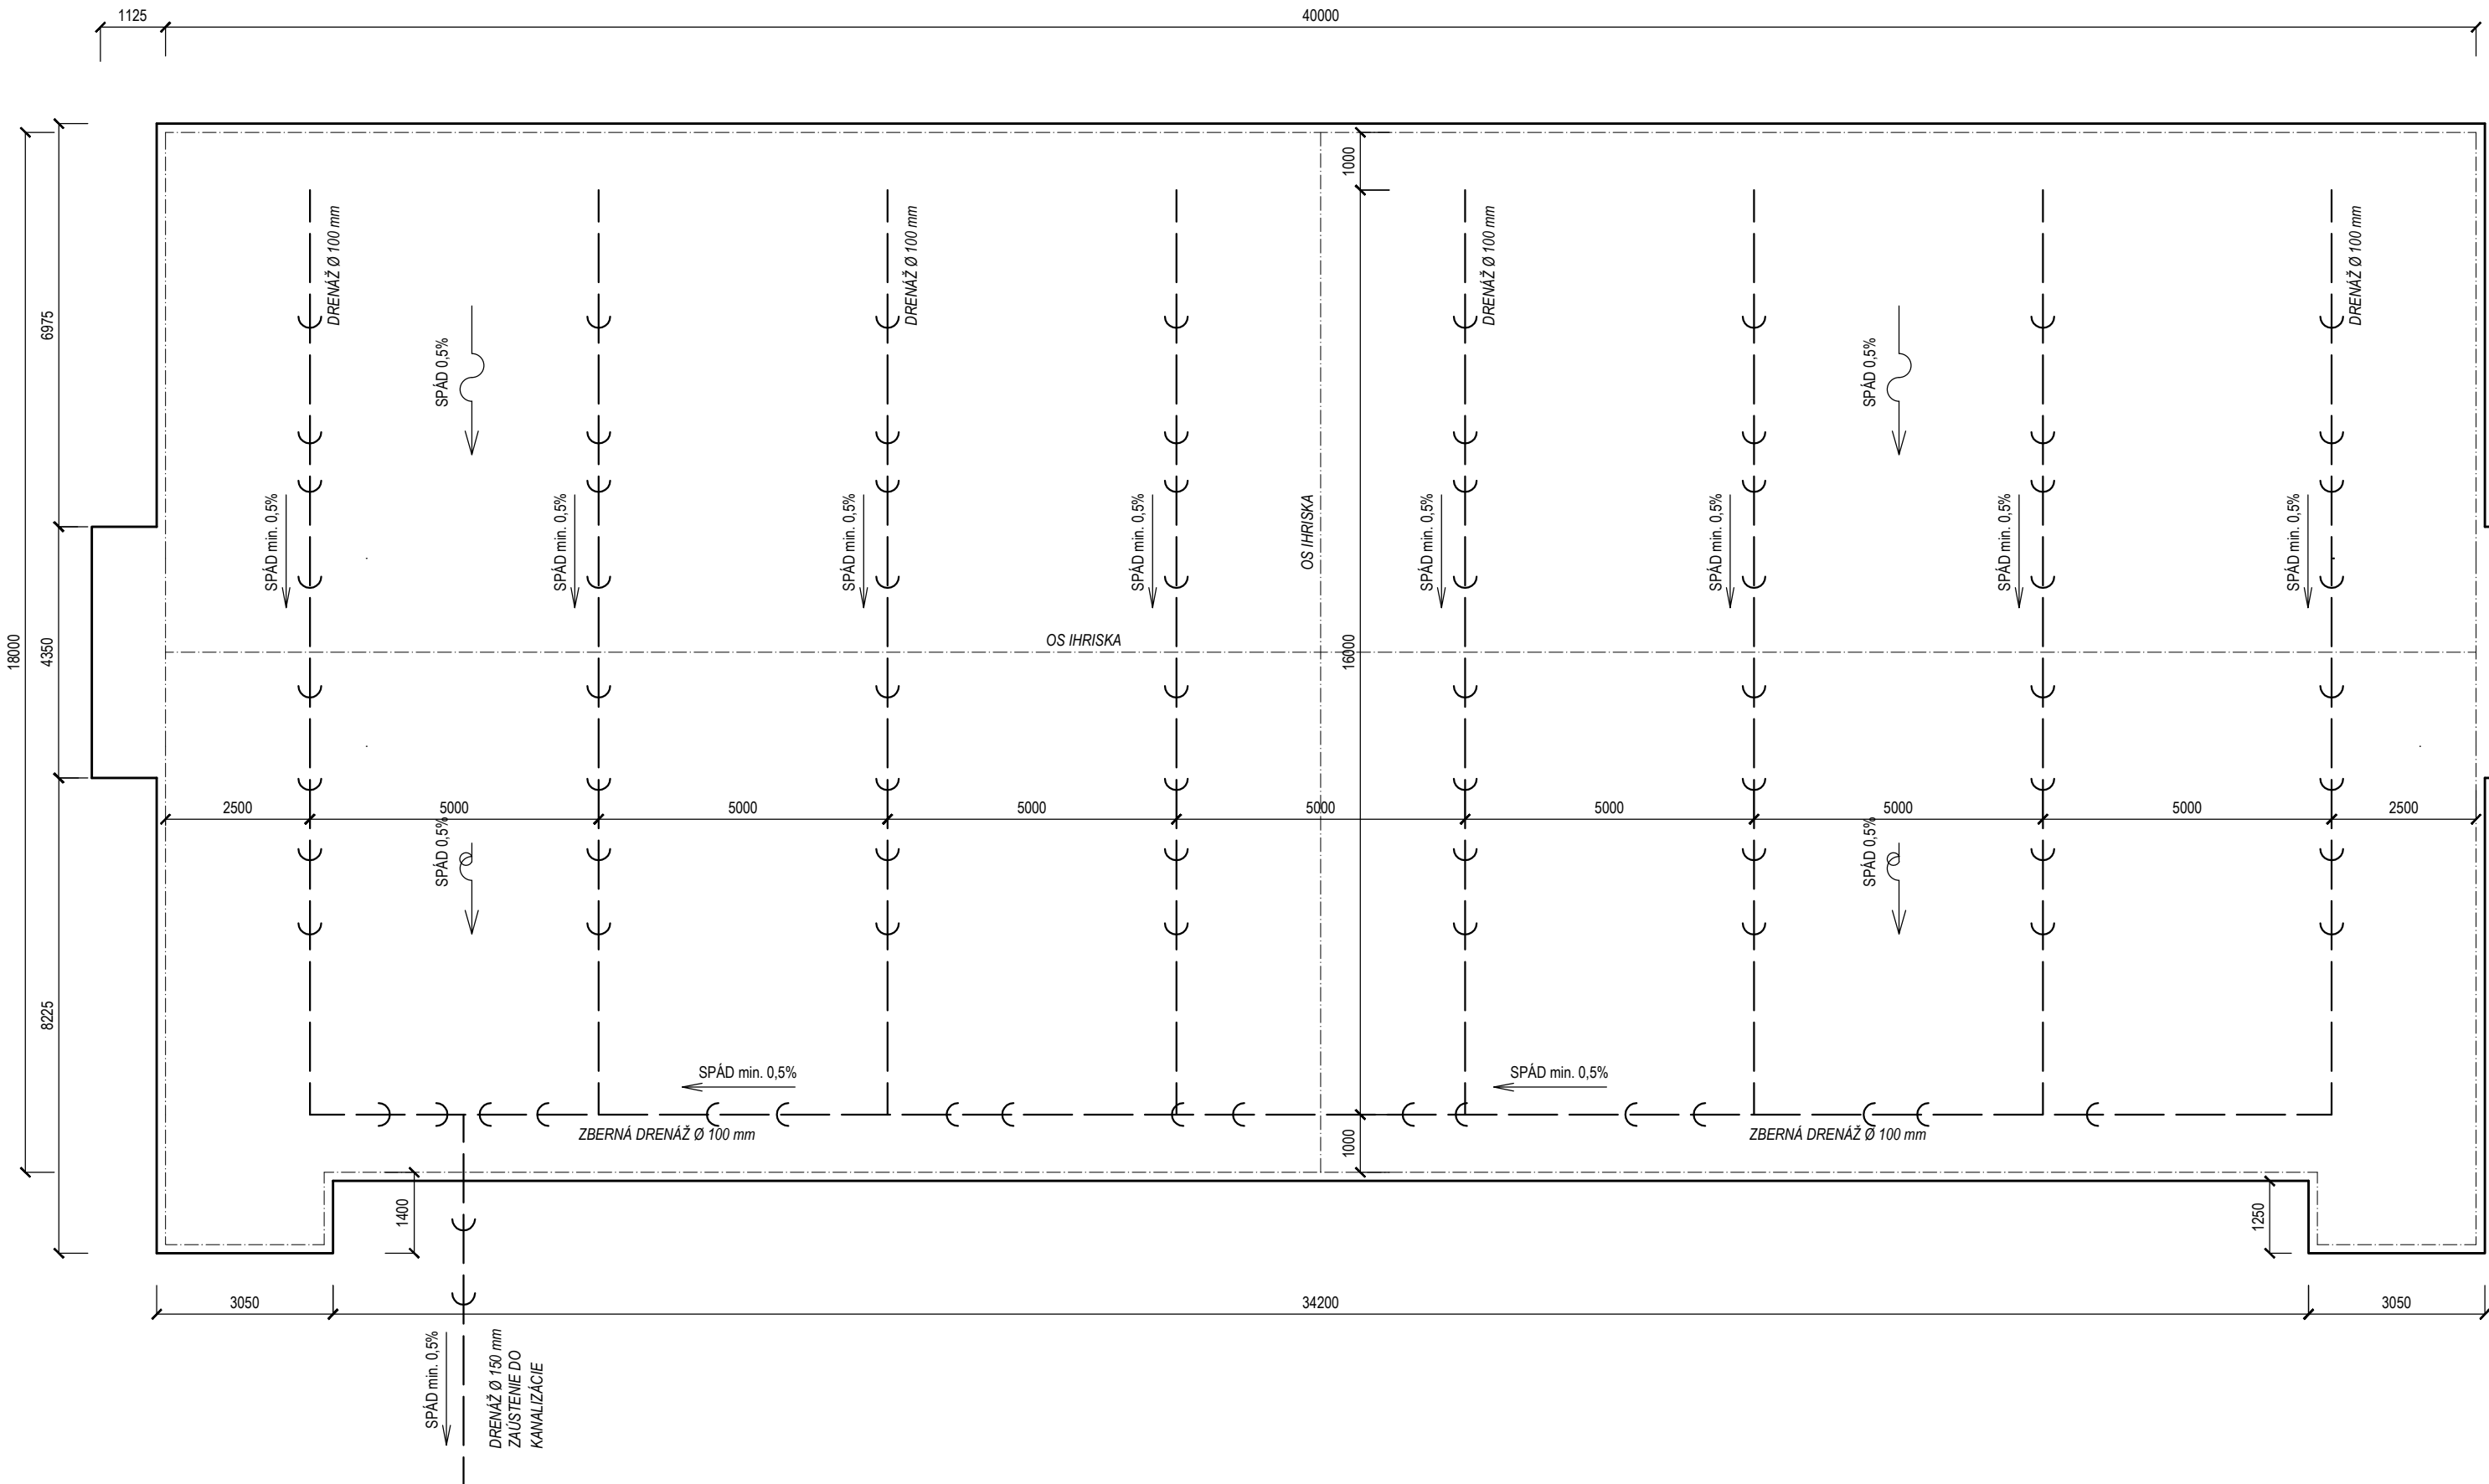 1125
40000
1000
DRENÁŽ Ø 100 mm
DRENÁŽ Ø 100 mm
DRENÁŽ Ø 100 mm
DRENÁŽ Ø 100 mm
6975
SPÁD 0,5%
SPÁD 0,5%
SPÁD min. 0,5%
SPÁD min. 0,5%
SPÁD min. 0,5%
SPÁD min. 0,5%
OS IHRISKA
SPÁD min. 0,5%
SPÁD min. 0,5%
SPÁD min. 0,5%
SPÁD min. 0,5%
18000
4350
OS IHRISKA
16000
2500
5000
5000
5000
5000
5000
5000
5000
2500
SPÁD 0,5%
SPÁD 0,5%
8225
SPÁD min. 0,5%
SPÁD min. 0,5%
ZBERNÁ DRENÁŽ Ø 100 mm
ZBERNÁ DRENÁŽ Ø 100 mm
1000
1400
1250
3050
34200
3050
SPÁD min. 0,5%
DRENÁŽ Ø 150 mm
ZAÚSTENIE DO
KANALIZÁCIE